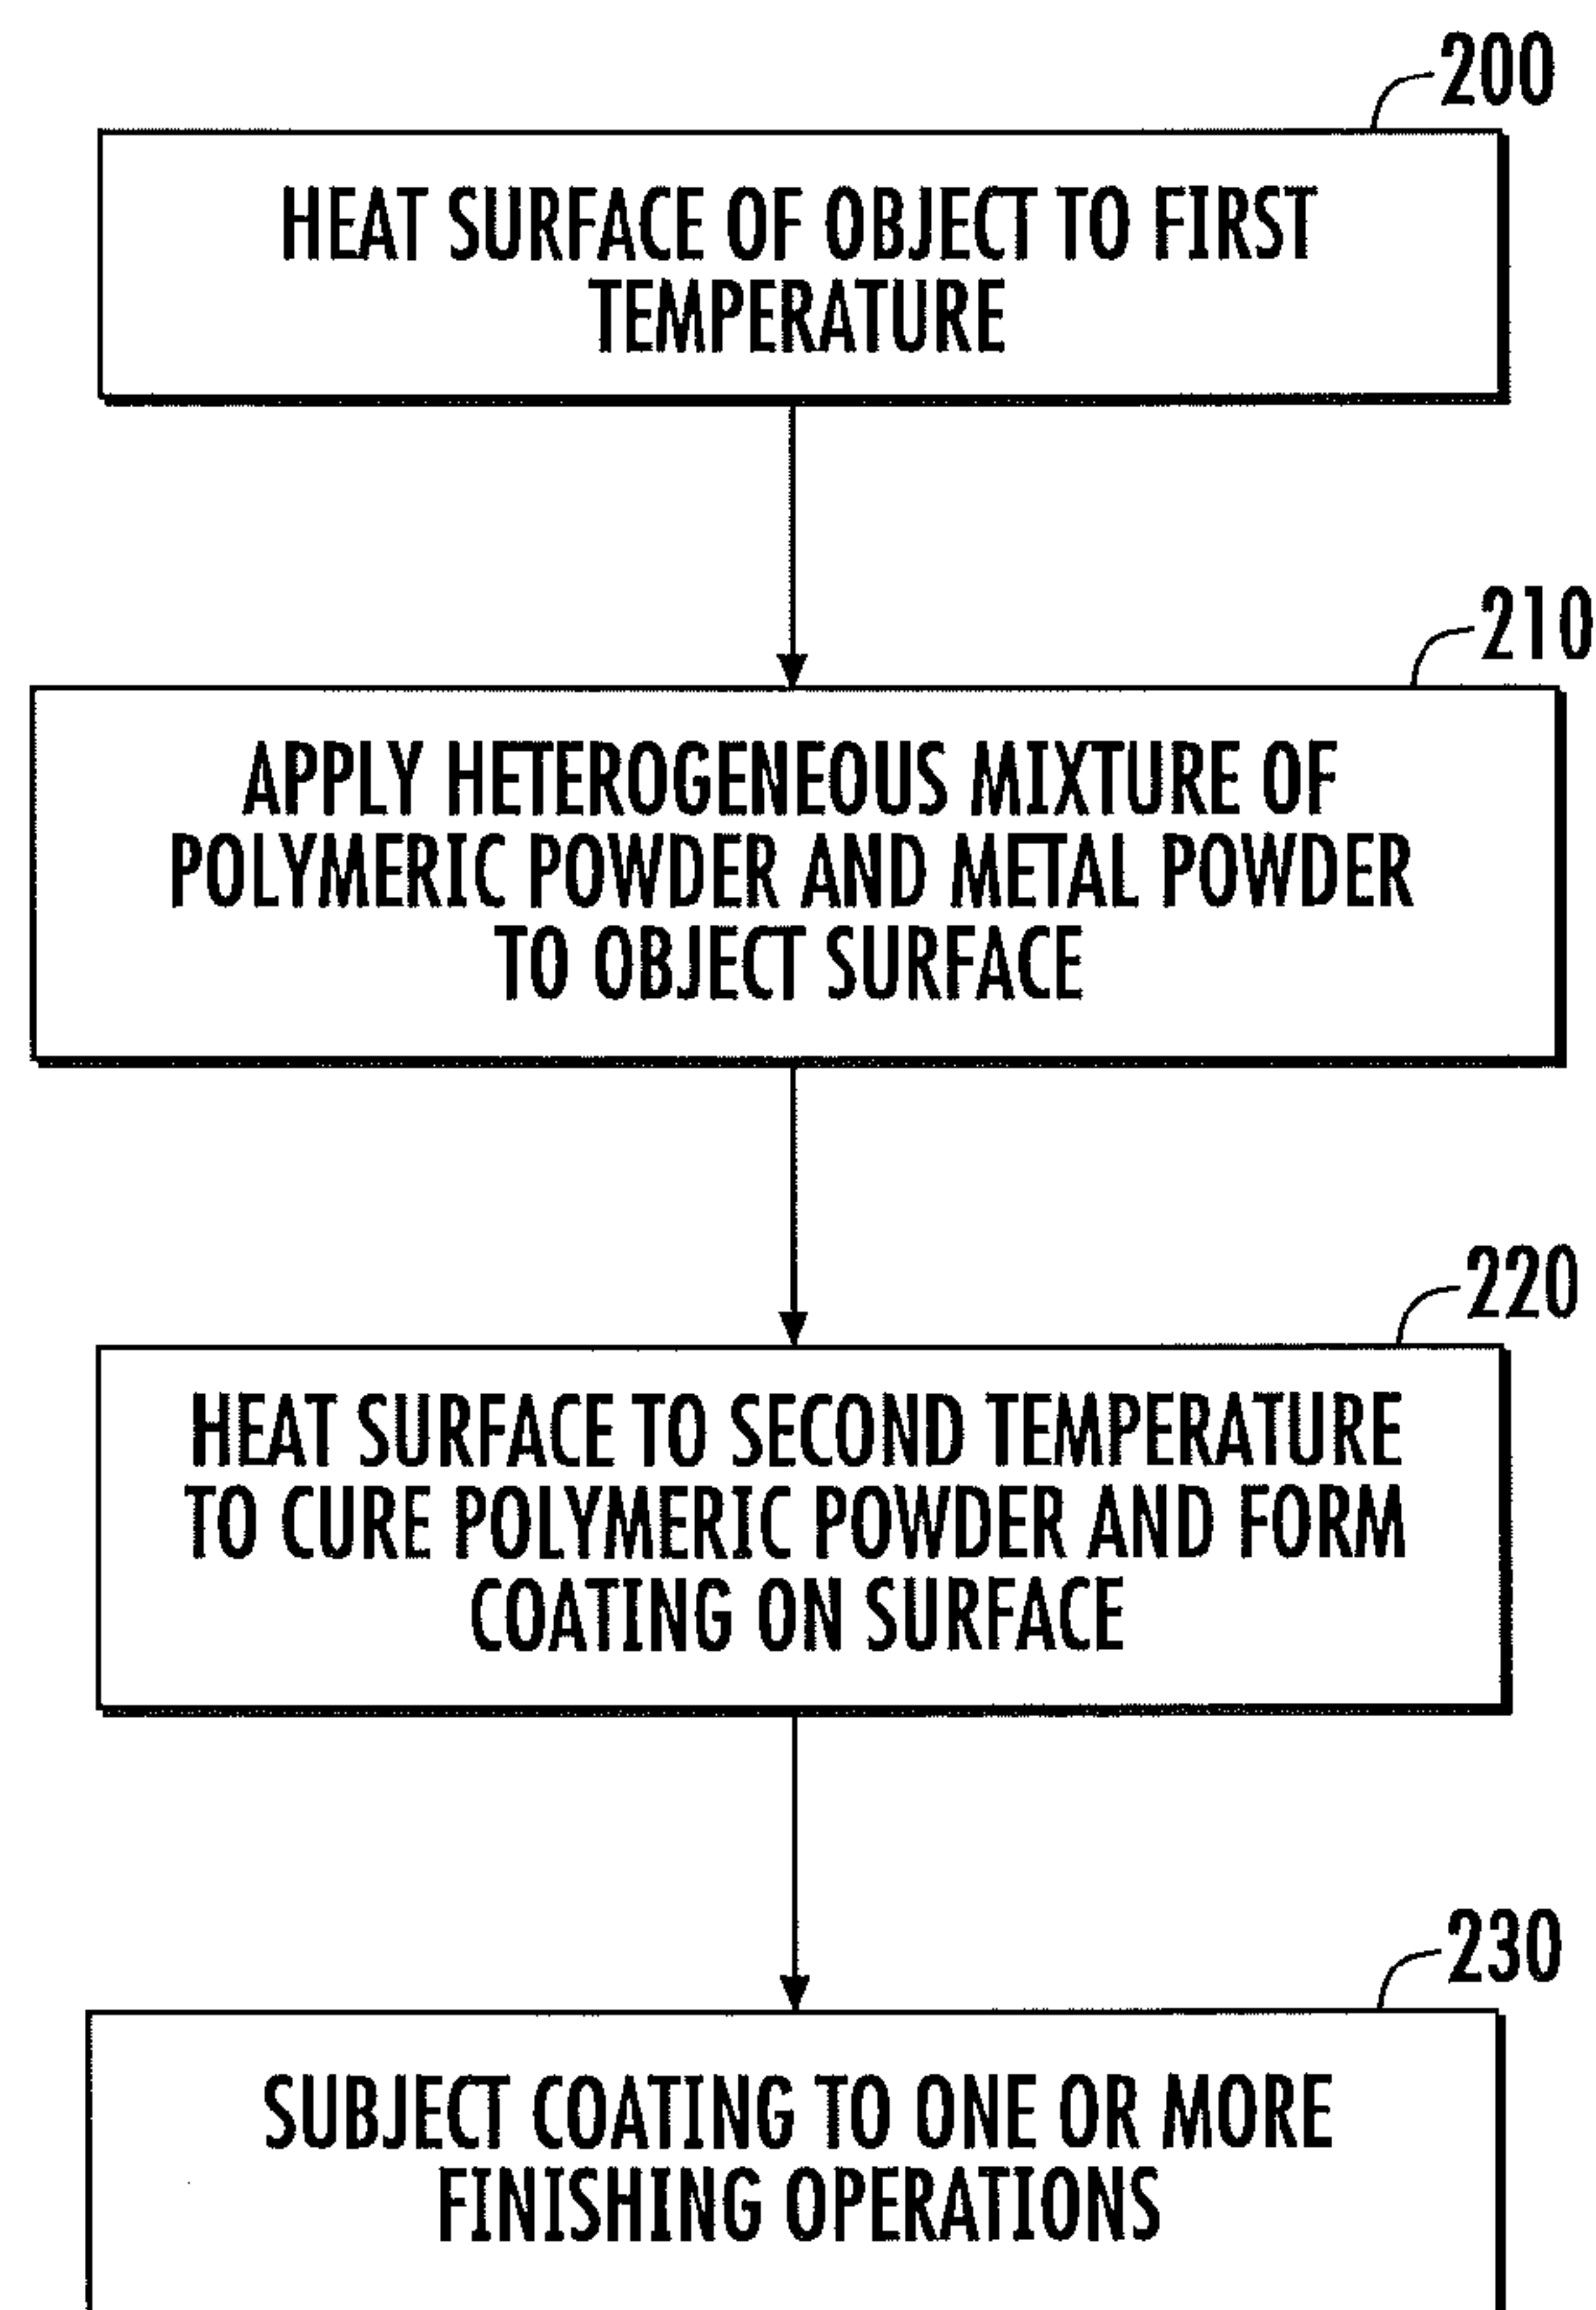 200
HEAT SURFACE OF OBJECT TO FIRST
TEMPERATURE
210
APPLY HETEROGENEOUS MIXTURE OF
POLYMERIC POWDER AND METAL POWDER
TO OBJECT SURFACE
220
HEAT SURFACE TO SECOND TEMPERATURE
TO CURE POLYMERIC POWDER AND FORM
COATING ON SURFACE
230
SUBJECT COATING TO ONE OR MORE
FINISHING OPERATIONS